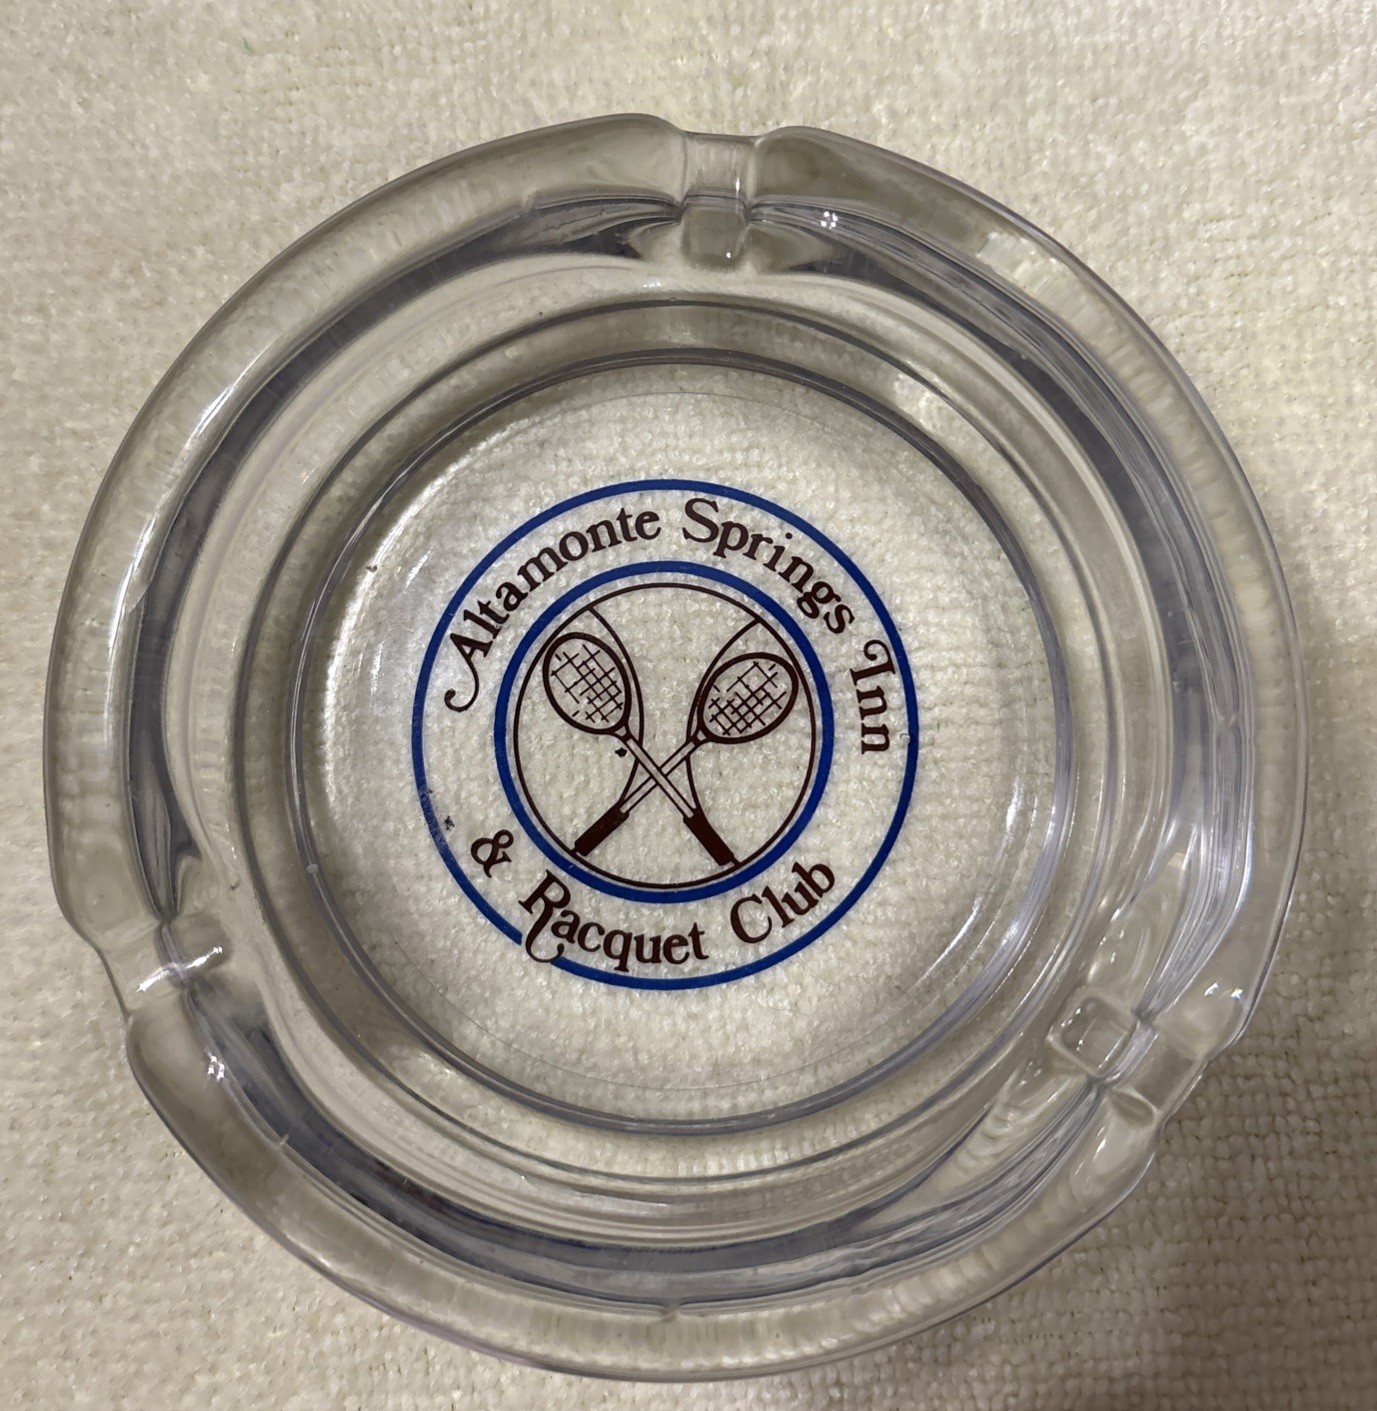 Altamonte Springs Inn
& Racquet Club